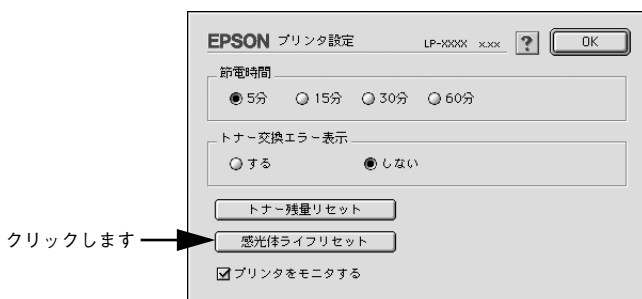 EPSON プリンタ設定 LP-XXXX x.xx ? OK
節電時間
5分 15分 30分 60分
トナー交換エラー表示
する しない
トナー残量リセット
クリックします 感光体ライフリセット
プリンタをモニタする